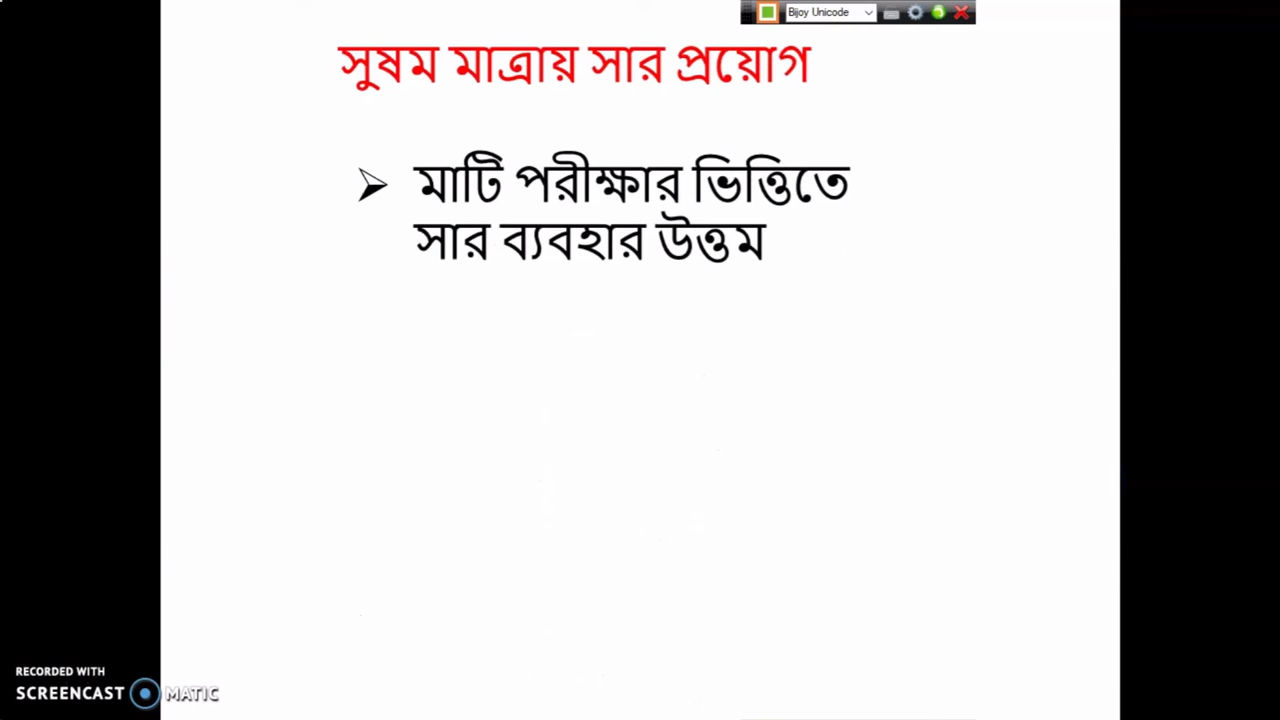 Bijoy Unicode
সুষম মাত্রায় সার প্রয়োগ
মাটি পরীক্ষার ভিত্তিতে
সার ব্যবহার উত্তম
RECORDED WITH
SCREENCAST MATIC